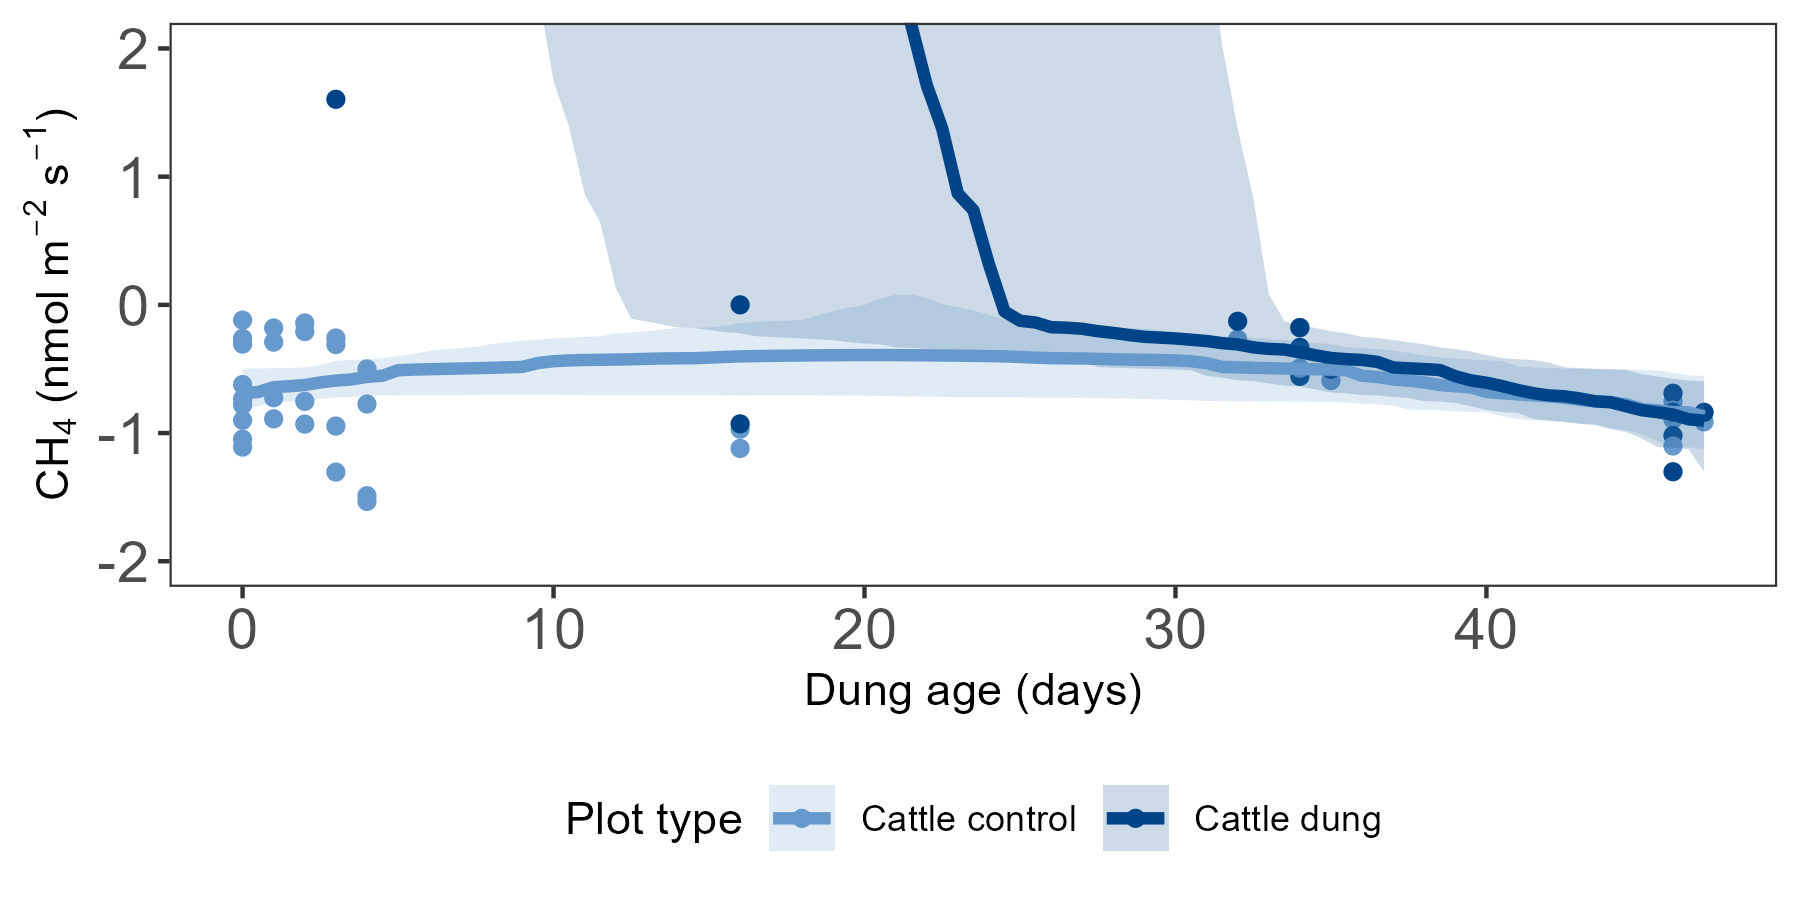 CH₄ (nmol m⁻² s⁻¹)
2
1
0
-1
-2
0 10 20 30 40
Dung age (days)
Plot type Cattle control Cattle dung